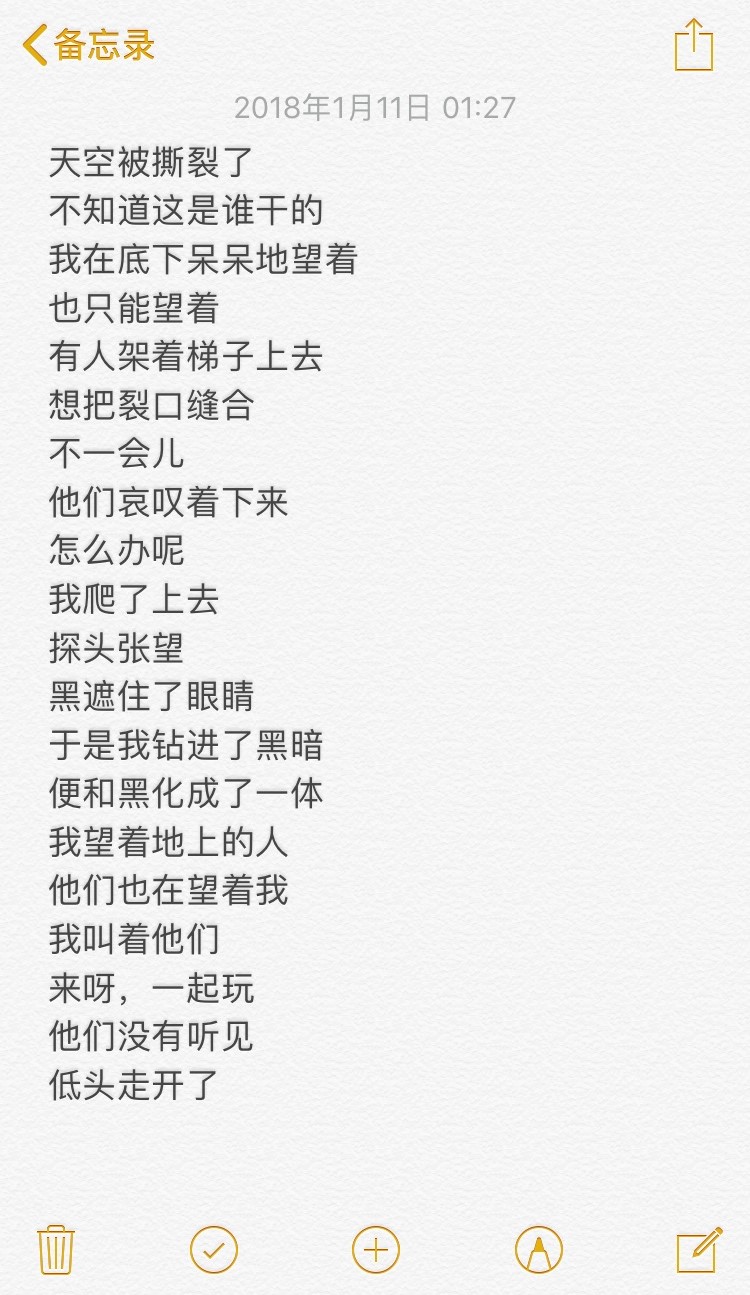 备忘录
2018年1月11日 01:27
天空被撕裂了
不知道这是谁干的
我在底下呆呆地望着
也只能望着
有人架着梯子上去
想把裂口缝合
不一会儿
他们哀叹着下来
怎么办呢
我爬了上去
探头张望
黑遮住了眼睛
于是我钻进了黑暗
便和黑化成了一体
我望着地上的人
他们也在望着我
我叫着他们
来呀，一起玩
他们没有听见
低头走开了